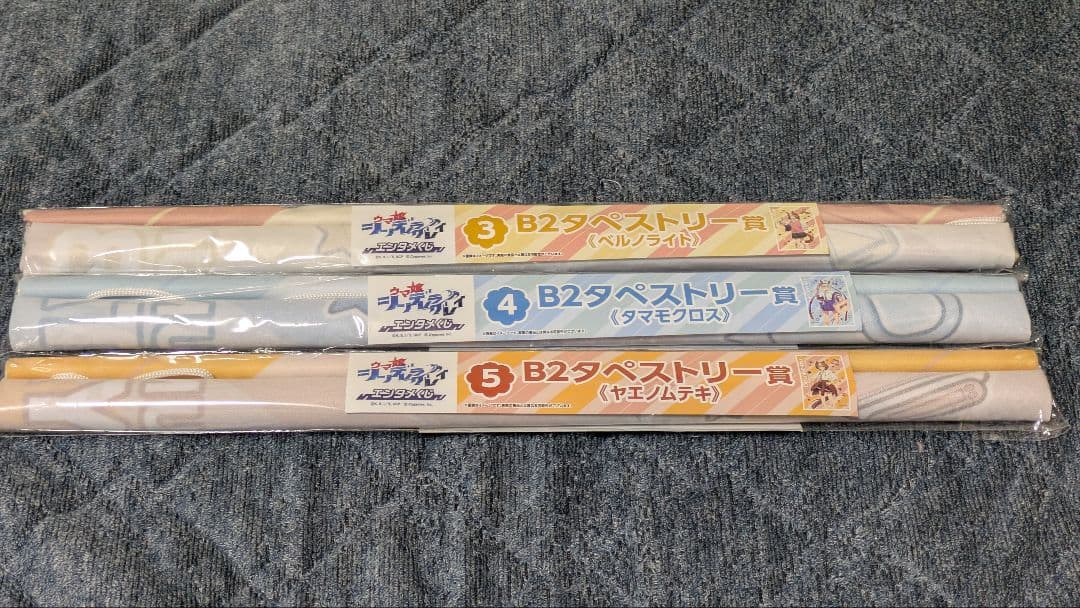 ウマ娘
シンデレラグレイ
エンタメくじ
3 B2タペストリー賞
《ベルノライト》
ウマ娘
シンデレラグレイ
エンタメくじ
4 B2タペストリー賞
《タマモクロス》
ウマ娘
シンデレラグレイ
エンタメくじ
5 B2タペストリー賞
《ヤエノムテキ》